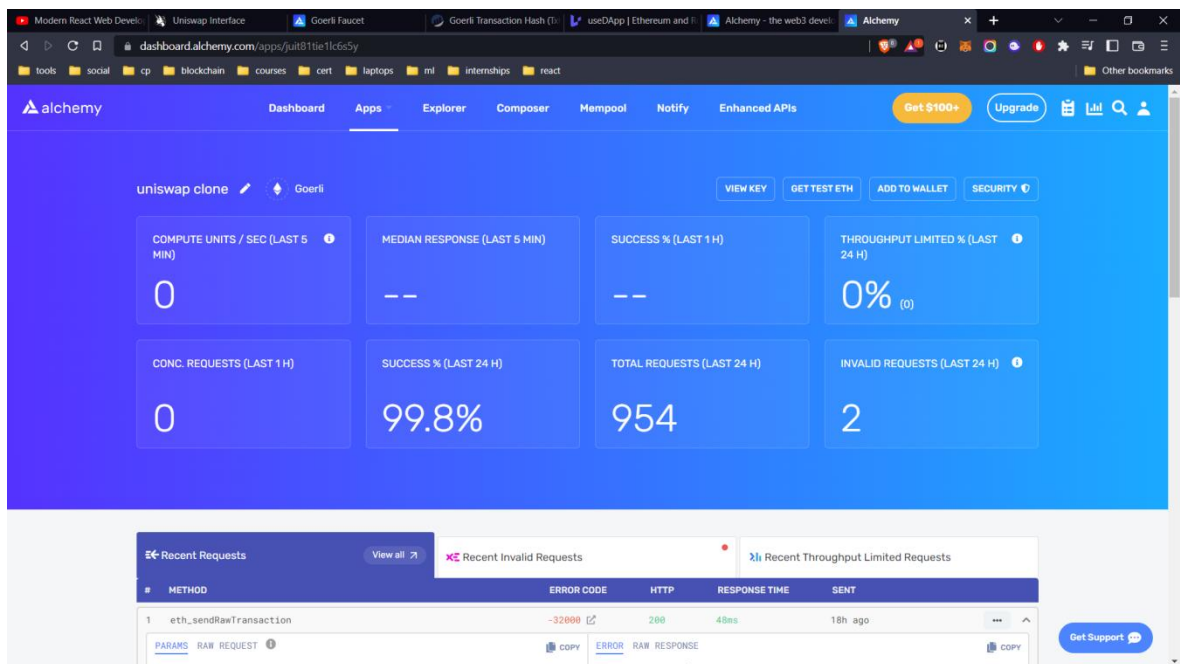 Modern React Web Develo
Uniswap Interface
Goerli Faucet
Goerli Transaction Hash (Tx
useDApp | Ethereum and R
Alchemy - the web3 devel
Alchemy
dashboard.alchemy.com/apps/juit81tie1lc6s5y
tools social cp blockchain courses cert laptops ml internships react Other bookmarks
alchemy Dashboard Apps Explorer Composer Mempool Notify Enhanced APIs Get $100+ Upgrade
uniswap clone Goerli VIEW KEY GET TEST ETH ADD TO WALLET SECURITY
COMPUTE UNITS / SEC (LAST 5
MIN)
0
MEDIAN RESPONSE (LAST 5 MIN)
--
SUCCESS % (LAST 1 H)
--
THROUGHPUT LIMITED % (LAST
24 H)
0% (0)
CONC. REQUESTS (LAST 1 H)
0
SUCCESS % (LAST 24 H)
99.8%
TOTAL REQUESTS (LAST 24 H)
954
INVALID REQUESTS (LAST 24 H)
2
Recent Requests View all Recent Invalid Requests Recent Throughput Limited Requests
# METHOD ERROR CODE HTTP RESPONSE TIME SENT
1 eth_sendRawTransaction -32000 200 48ms 18h ago ...
PARAMS RAW REQUEST COPY ERROR RAW RESPONSE COPY
Get Support